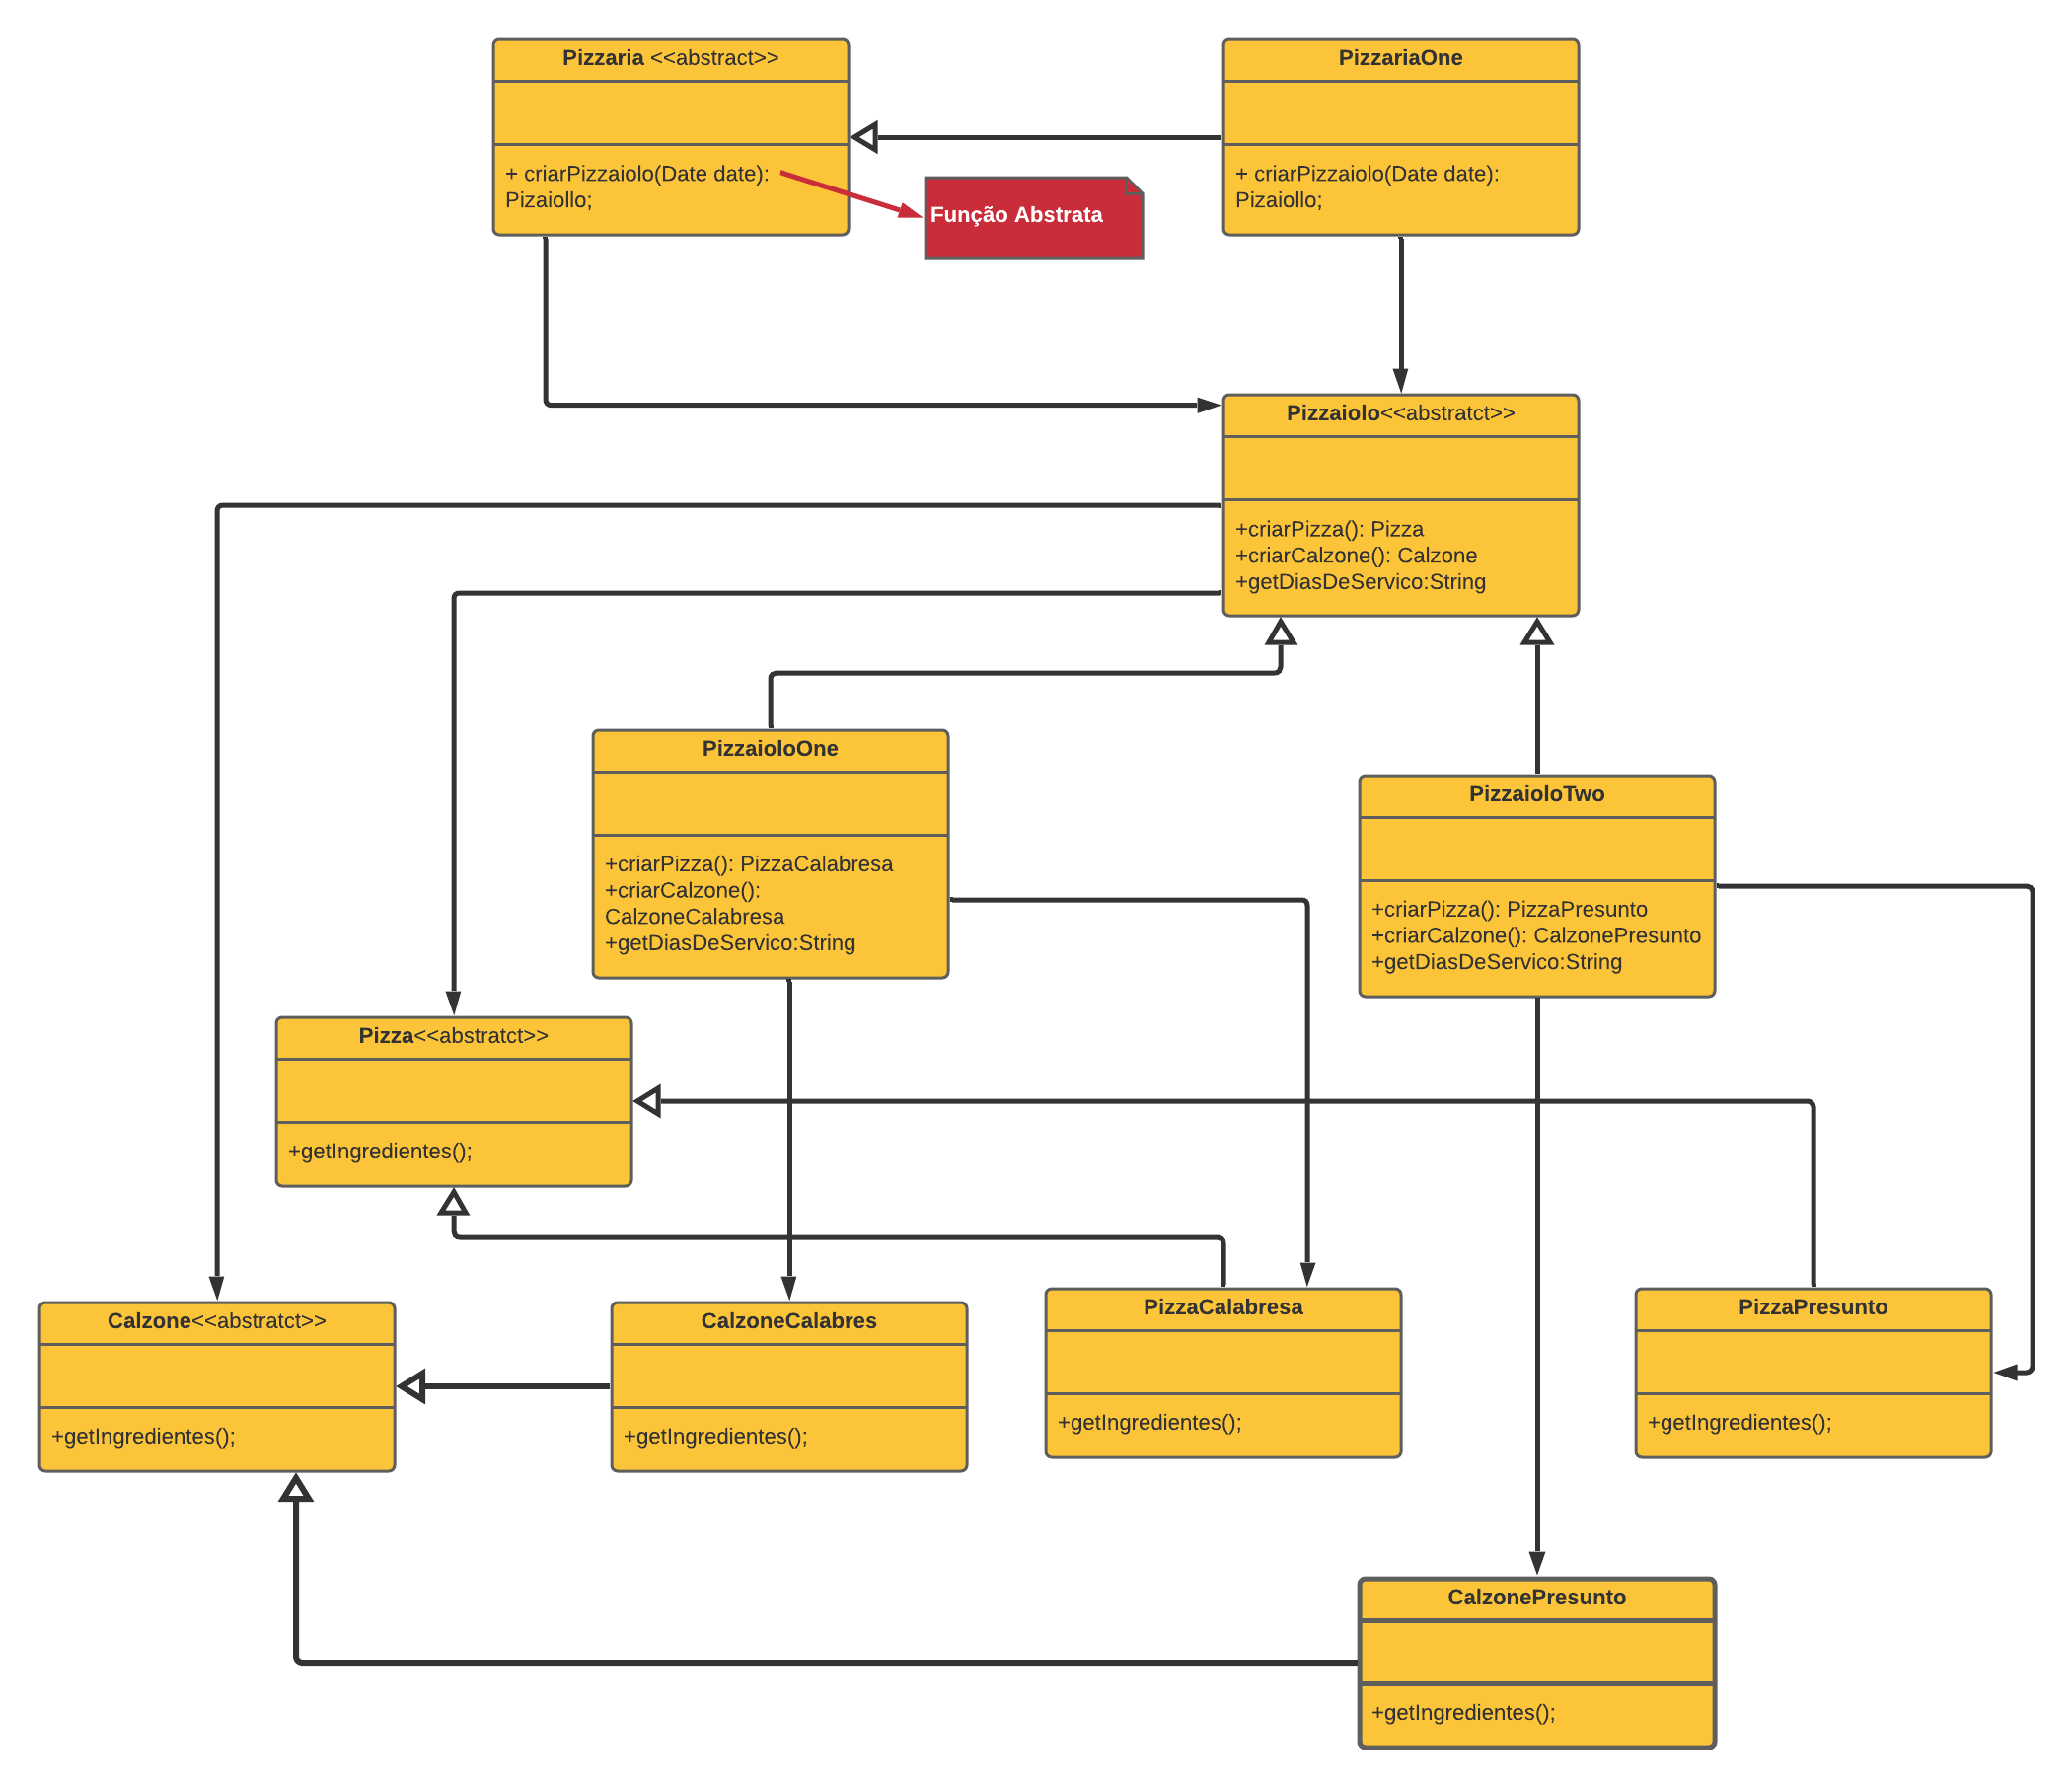 Pizzaria <<abstract>>
+ criarPizzaiolo(Date date):
Pizaiollo;
PizzariaOne
+ criarPizzaiolo(Date date):
Pizaiollo;
Função Abstrata
Pizzaiolo<<abstratct>>
+criarPizza(): Pizza
+criarCalzone(): Calzone
+getDiasDeServico:String
PizzaioloOne
+criarPizza(): PizzaCalabresa
+criarCalzone():
CalzoneCalabresa
+getDiasDeServico:String
PizzaioloTwo
+criarPizza(): PizzaPresunto
+criarCalzone(): CalzonePresunto
+getDiasDeServico:String
Pizza<<abstratct>>
+getIngredientes();
Calzone<<abstratct>>
+getIngredientes();
CalzoneCalabres
+getIngredientes();
PizzaCalabresa
+getIngredientes();
PizzaPresunto
+getIngredientes();
CalzonePresunto
+getIngredientes();